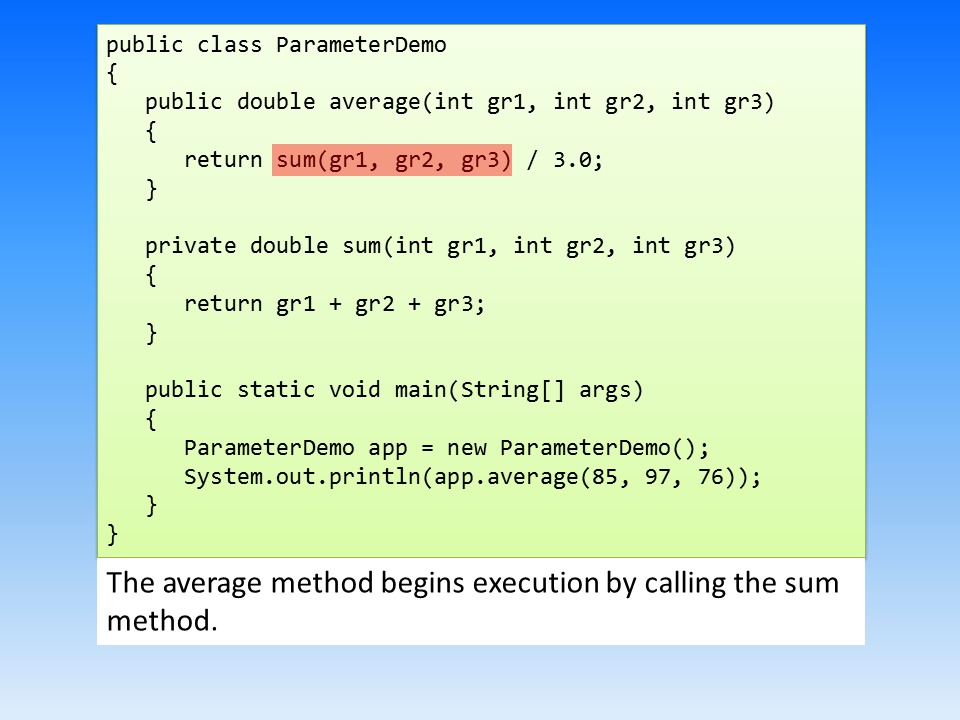 public class ParameterDemo
{
   public double average(int gr1, int gr2, int gr3)
   {
      return sum(gr1, gr2, gr3) / 3.0;
   }

   private double sum(int gr1, int gr2, int gr3)
   {
      return gr1 + gr2 + gr3;
   }

   public static void main(String[] args)
   {
      ParameterDemo app = new ParameterDemo();
      System.out.println(app.average(85, 97, 76));
   }
}
The average method begins execution by calling the sum
method.